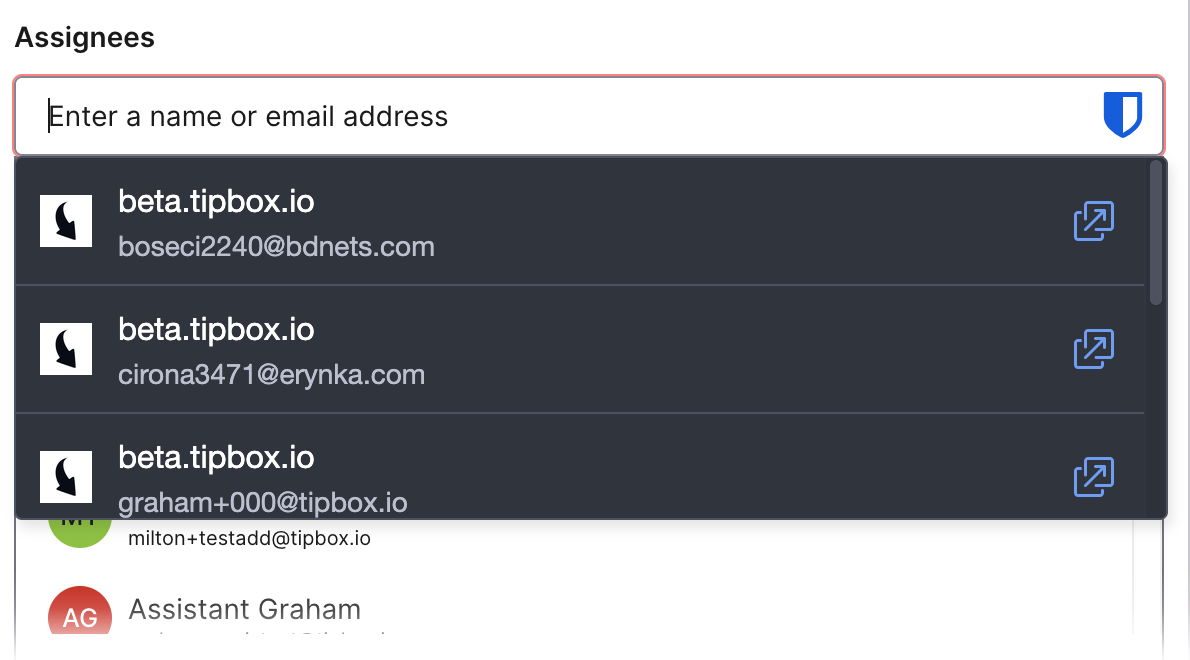 Assignees
Enter a name or email address
beta.tipbox.io
boseci2240@bdnets.com
beta.tipbox.io
cirona3471@erynka.com
beta.tipbox.io
graham+000@tipbox.io
milton+testadd@tipbox.io
AG
Assistant Graham